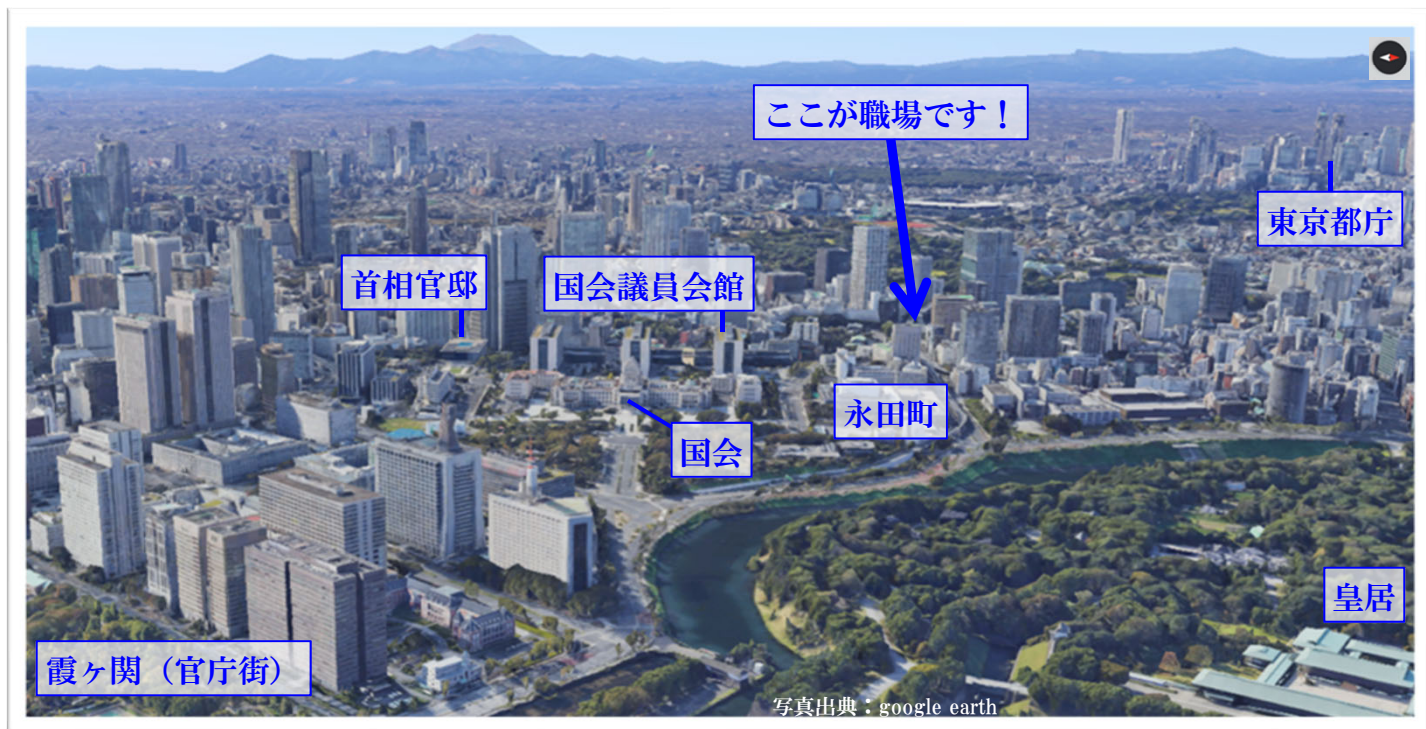 ここが職場です！
東京都庁
首相官邸
国会議員会館
永田町
国会
皇居
霞ヶ関（官庁街）
写真出典：google earth